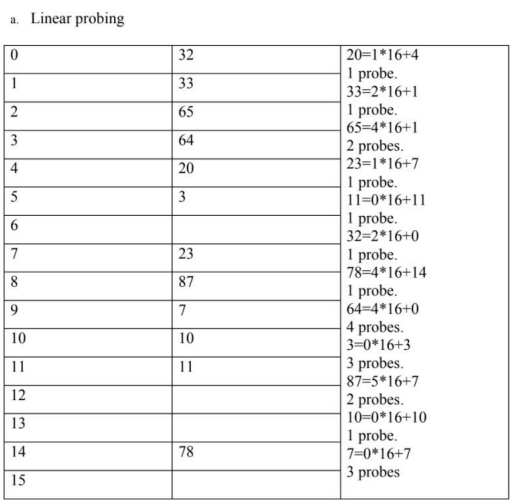 a. Linear probing
0 32
1 33
2 65
3 64
4 20
5 3
6
7 23
8 87
9 7
10 10
11 11
12
13
14 78
15
20=1*16+4
1 probe.
33=2*16+1
1 probe.
65=4*16+1
2 probes.
23=1*16+7
1 probe.
11=0*16+11
1 probe.
32=2*16+0
1 probe.
78=4*16+14
1 probe.
64=4*16+0
4 probes.
3=0*16+3
3 probes.
87=5*16+7
2 probes.
10=0*16+10
1 probe.
7=0*16+7
3 probes